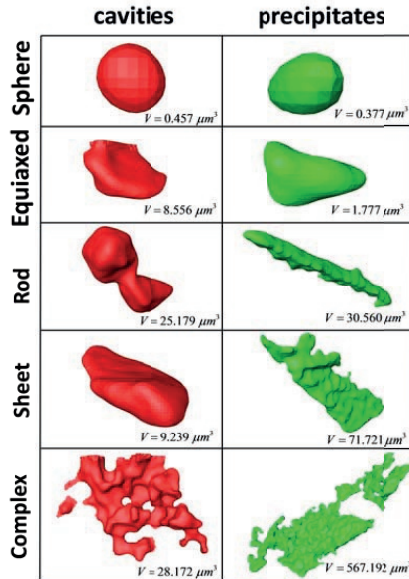 cavities precipitates
Sphere
V = 0.457 μm³ V = 0.377 μm³
Equiaxed
V = 8.556 μm³ V = 1.777 μm³
Rod
V = 25.179 μm³ V = 30.560 μm³
Sheet
V = 9.239 μm³ V = 71.721 μm³
Complex
V = 28.172 μm³ V = 567.192 μm³